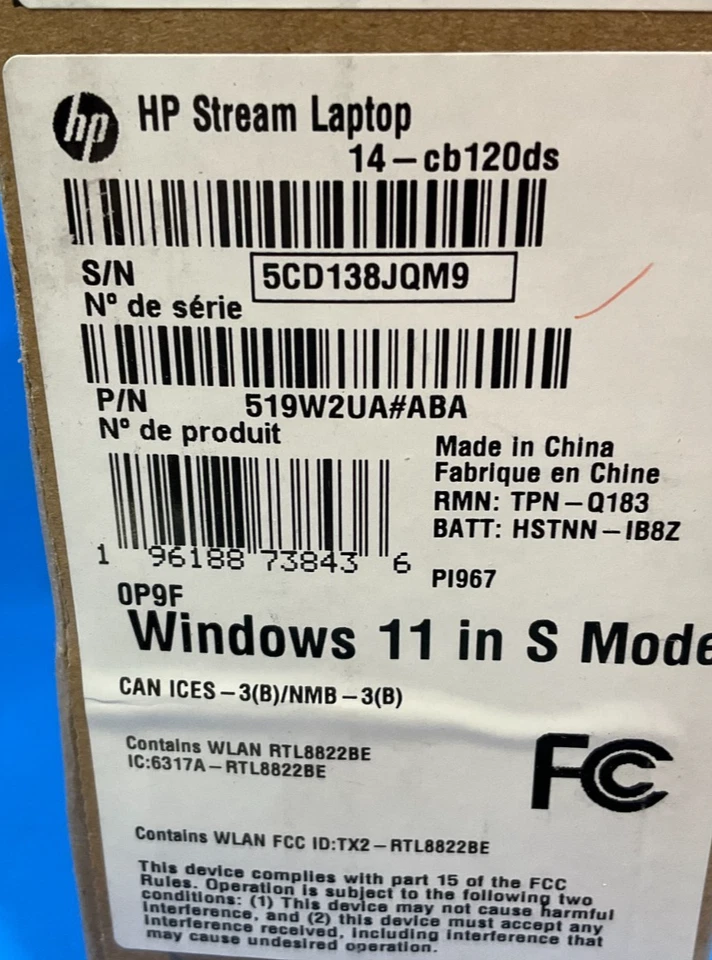 hp HP Stream Laptop
14-cb120ds
S/N 5CD138JQM9
N° de série
P/N 519W2UA#ABA
N° de produit
Made in China
Fabrique en Chine
RMN: TPN-Q183
BATT: HSTNN-IB8Z
1 96188 73843 6
PI967
0P9F
Windows 11 in S Mode
CAN ICES-3(B)/NMB-3(B)
Contains WLAN RTL8822BE
IC:6317A-RTL8822BE
FC
Contains WLAN FCC ID:TX2-RTL8822BE
This device complies with part 15 of the FCC
Rules. Operation is subject to the following two
conditions: (1) This device may not cause harmful
interference, and (2) this device must accept any
interference received, including interference that
may cause undesired operation.